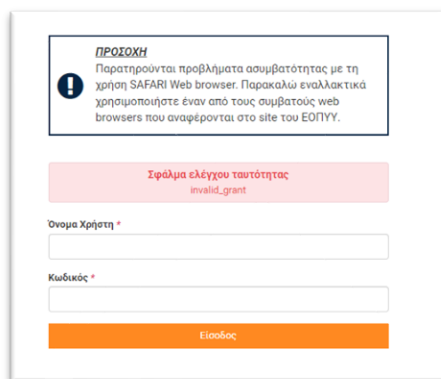 ΠΡΟΣΟΧΗ
Παρατηρούνται προβλήματα ασυμβατότητας με τη
χρήση SAFARI Web browser. Παρακαλώ εναλλακτικά
χρησιμοποιήστε έναν από τους συμβατούς web
browsers που αναφέρονται στο site του ΕΟΠΥΥ.
Σφάλμα ελέγχου ταυτότητας
invalid_grant
Όνομα Χρήστη *
Κωδικός *
Είσοδος